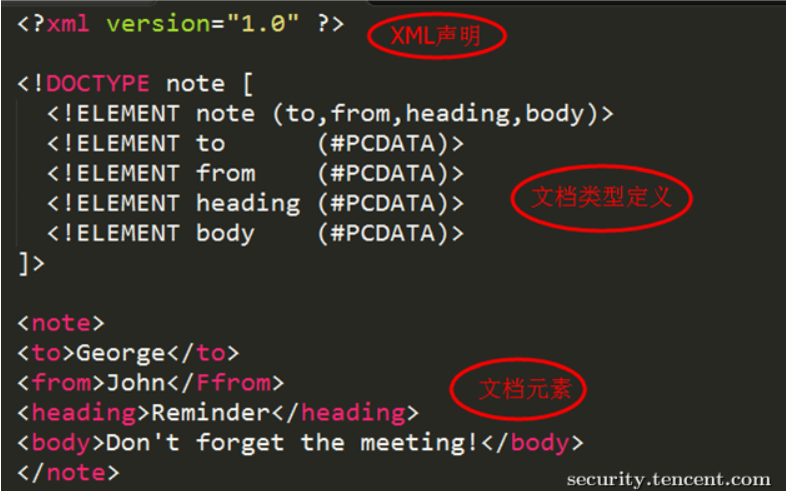 <?xml version="1.0" ?>
XML声明
<!DOCTYPE note [
<!ELEMENT note (to,from,heading,body)>
<!ELEMENT to      (#PCDATA)>
<!ELEMENT from    (#PCDATA)>
<!ELEMENT heading (#PCDATA)>
文档类型定义
<!ELEMENT body    (#PCDATA)>
]>
<note>
<to>George</to>
<from>John</Ffrom>
文档元素
<heading>Reminder</heading>
<body>Don't forget the meeting!</body>
</note>
security.tencent.com